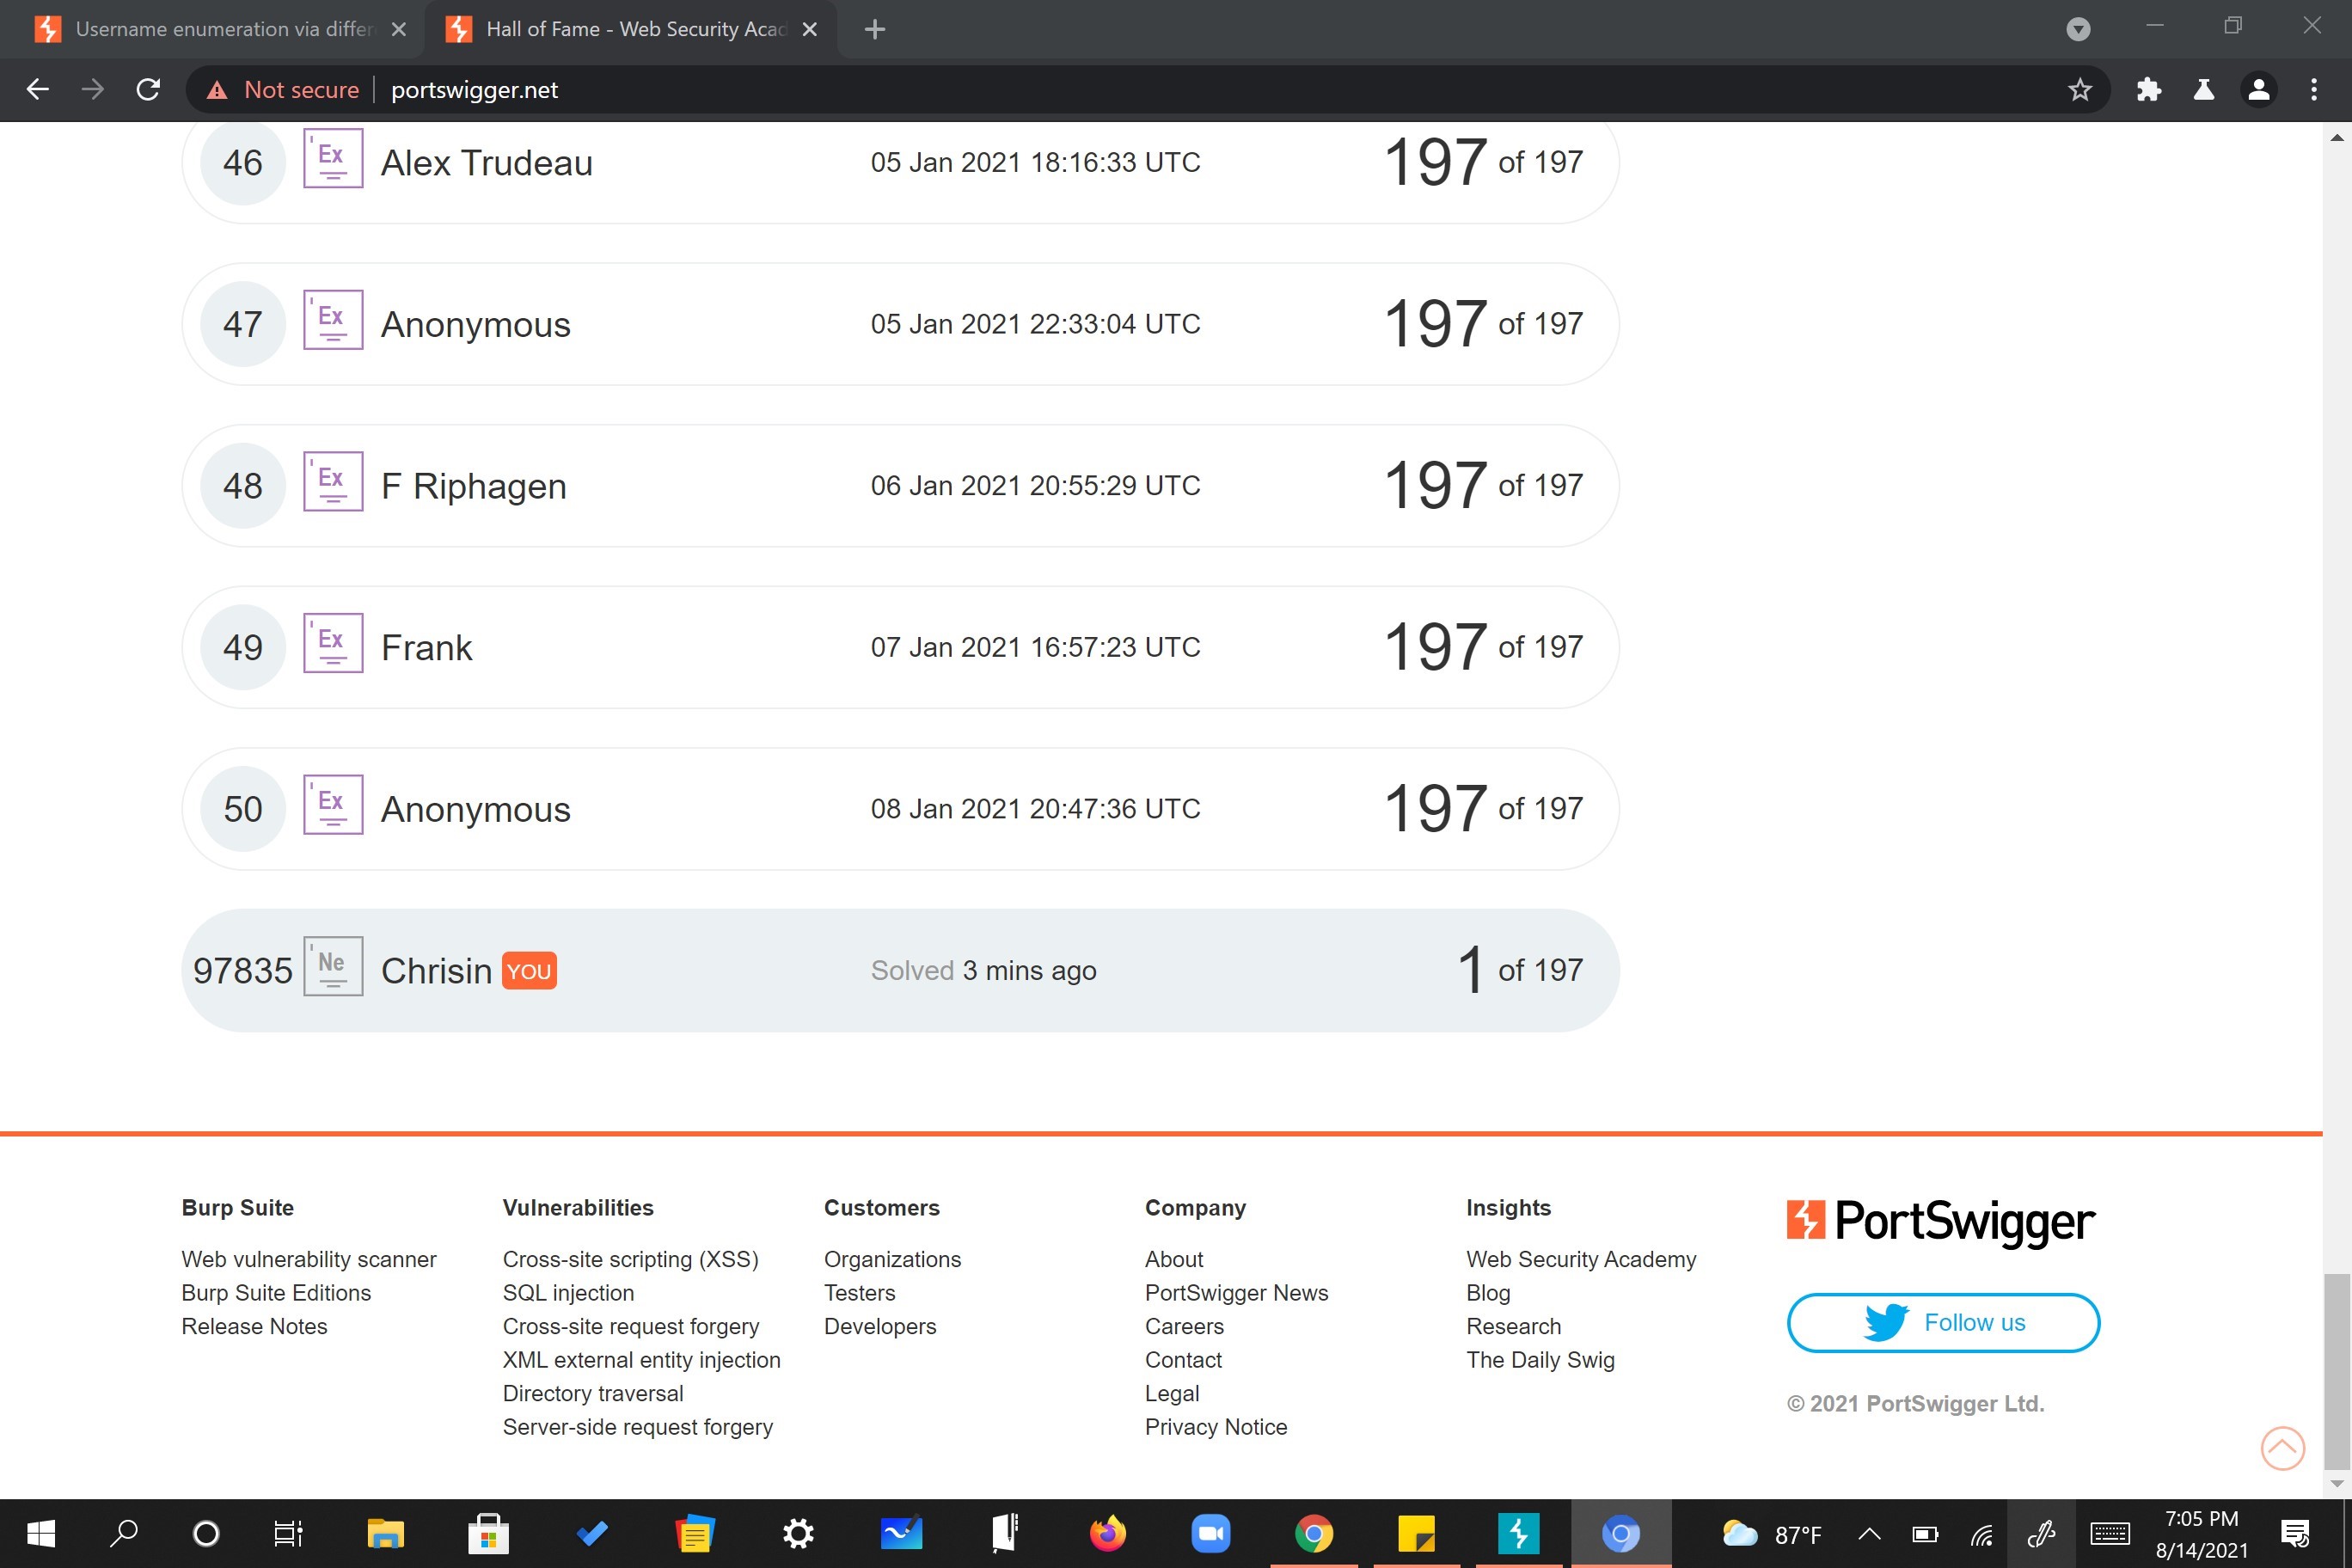 Username enumeration via differ
Hall of Fame - Web Security Acad
Not secure
portswigger.net
46 Ex Alex Trudeau 05 Jan 2021 18:16:33 UTC 197 of 197
47 Ex Anonymous 05 Jan 2021 22:33:04 UTC 197 of 197
48 Ex F Riphagen 06 Jan 2021 20:55:29 UTC 197 of 197
49 Ex Frank 07 Jan 2021 16:57:23 UTC 197 of 197
50 Ex Anonymous 08 Jan 2021 20:47:36 UTC 197 of 197
97835 Ne Chrisin YOU Solved 3 mins ago 1 of 197
Burp Suite
Web vulnerability scanner
Burp Suite Editions
Release Notes
Vulnerabilities
Cross-site scripting (XSS)
SQL injection
Cross-site request forgery
XML external entity injection
Directory traversal
Server-side request forgery
Customers
Organizations
Testers
Developers
Company
About
PortSwigger News
Careers
Contact
Legal
Privacy Notice
Insights
Web Security Academy
Blog
Research
The Daily Swig
PortSwigger
Follow us
© 2021 PortSwigger Ltd.
87°F
7:05 PM
8/14/2021